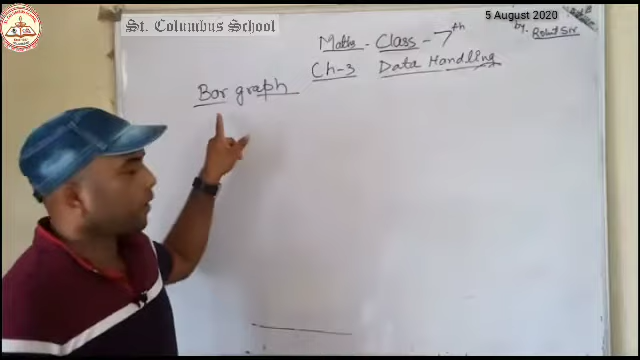 St. Columbus School
5 August 2020
Maths - Class - 7th
by. Rohit Sir
Ch-3 Data Handling
Bar graph